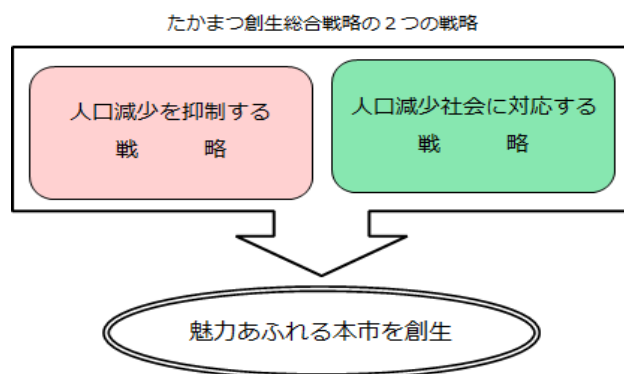 たかまつ創生総合戦略の２つの戦略
人口減少を抑制する
戦　　　略
人口減少社会に対応する
戦　　　略
魅力あふれる本市を創生